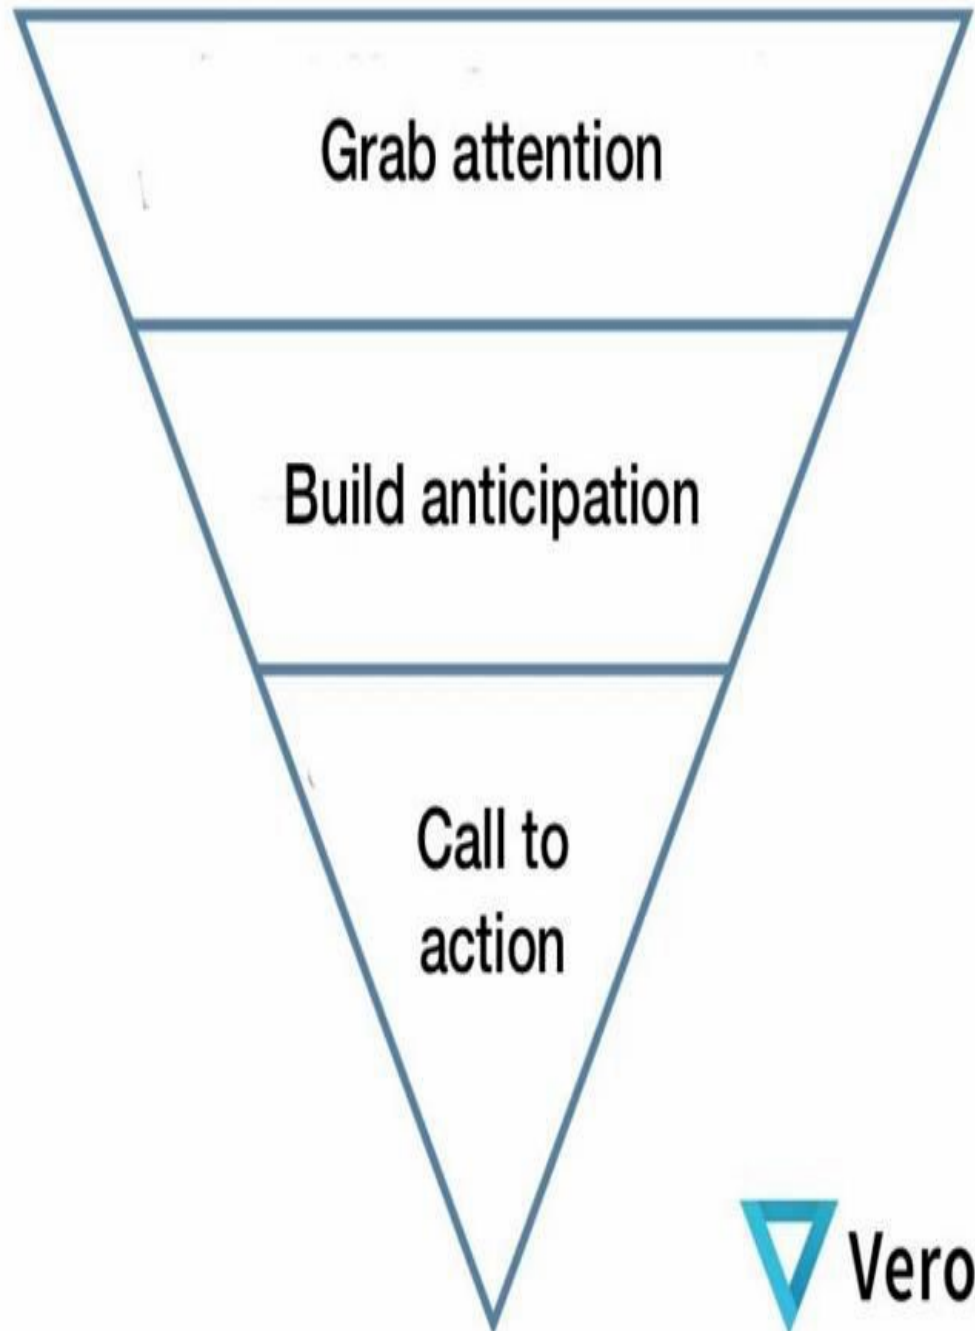 Grab attention
Build anticipation
Call to
action
Vero